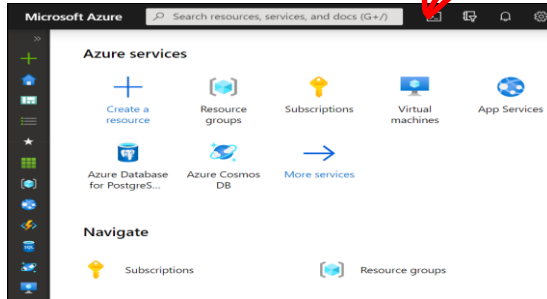 Microsoft Azure
Search resources, services, and docs (G+/)
Azure services
Create a
resource
Resource
groups
Subscriptions
Virtual
machines
App Services
Azure Database
for PostgreS...
Azure Cosmos
DB
More services
Navigate
Subscriptions
Resource groups